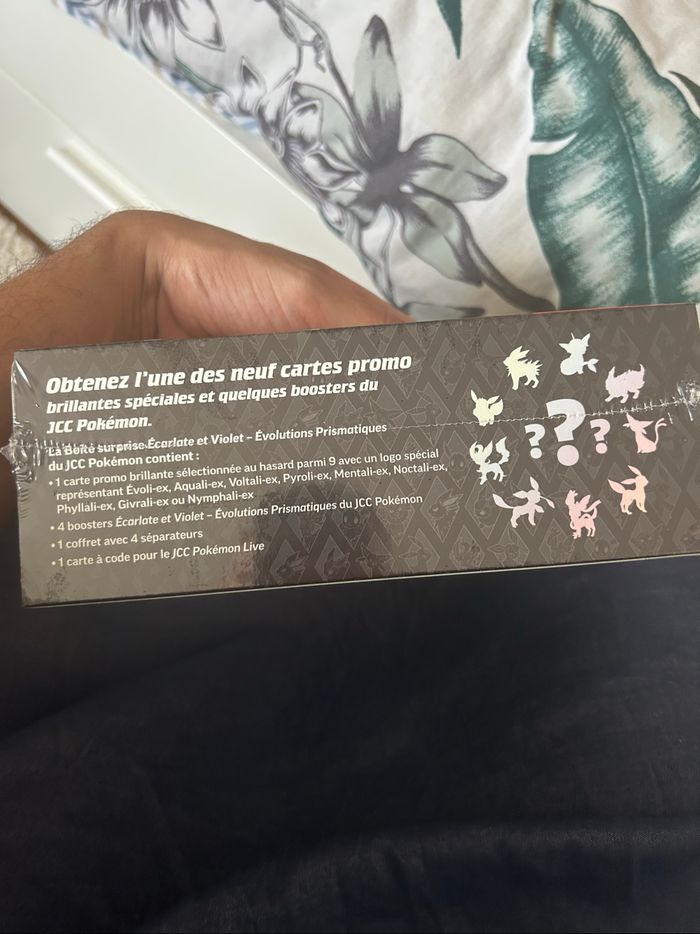 Obtenez l'une des neuf cartes promo
brillantes spéciales et quelques boosters du
JCC Pokémon.
La Boîte surprise Écarlate et Violet – Évolutions Prismatiques
du JCC Pokémon contient :
• 1 carte promo brillante sélectionnée au hasard parmi 9 avec un logo spécial
représentant Évoli-ex, Aquali-ex, Voltali-ex, Pyroli-ex, Mentali-ex, Noctali-ex,
Phyllali-ex, Givrali-ex ou Nymphali-ex
• 4 boosters Écarlate et Violet – Évolutions Prismatiques du JCC Pokémon
• 1 coffret avec 4 séparateurs
• 1 carte à code pour le JCC Pokémon Live
? ? ?